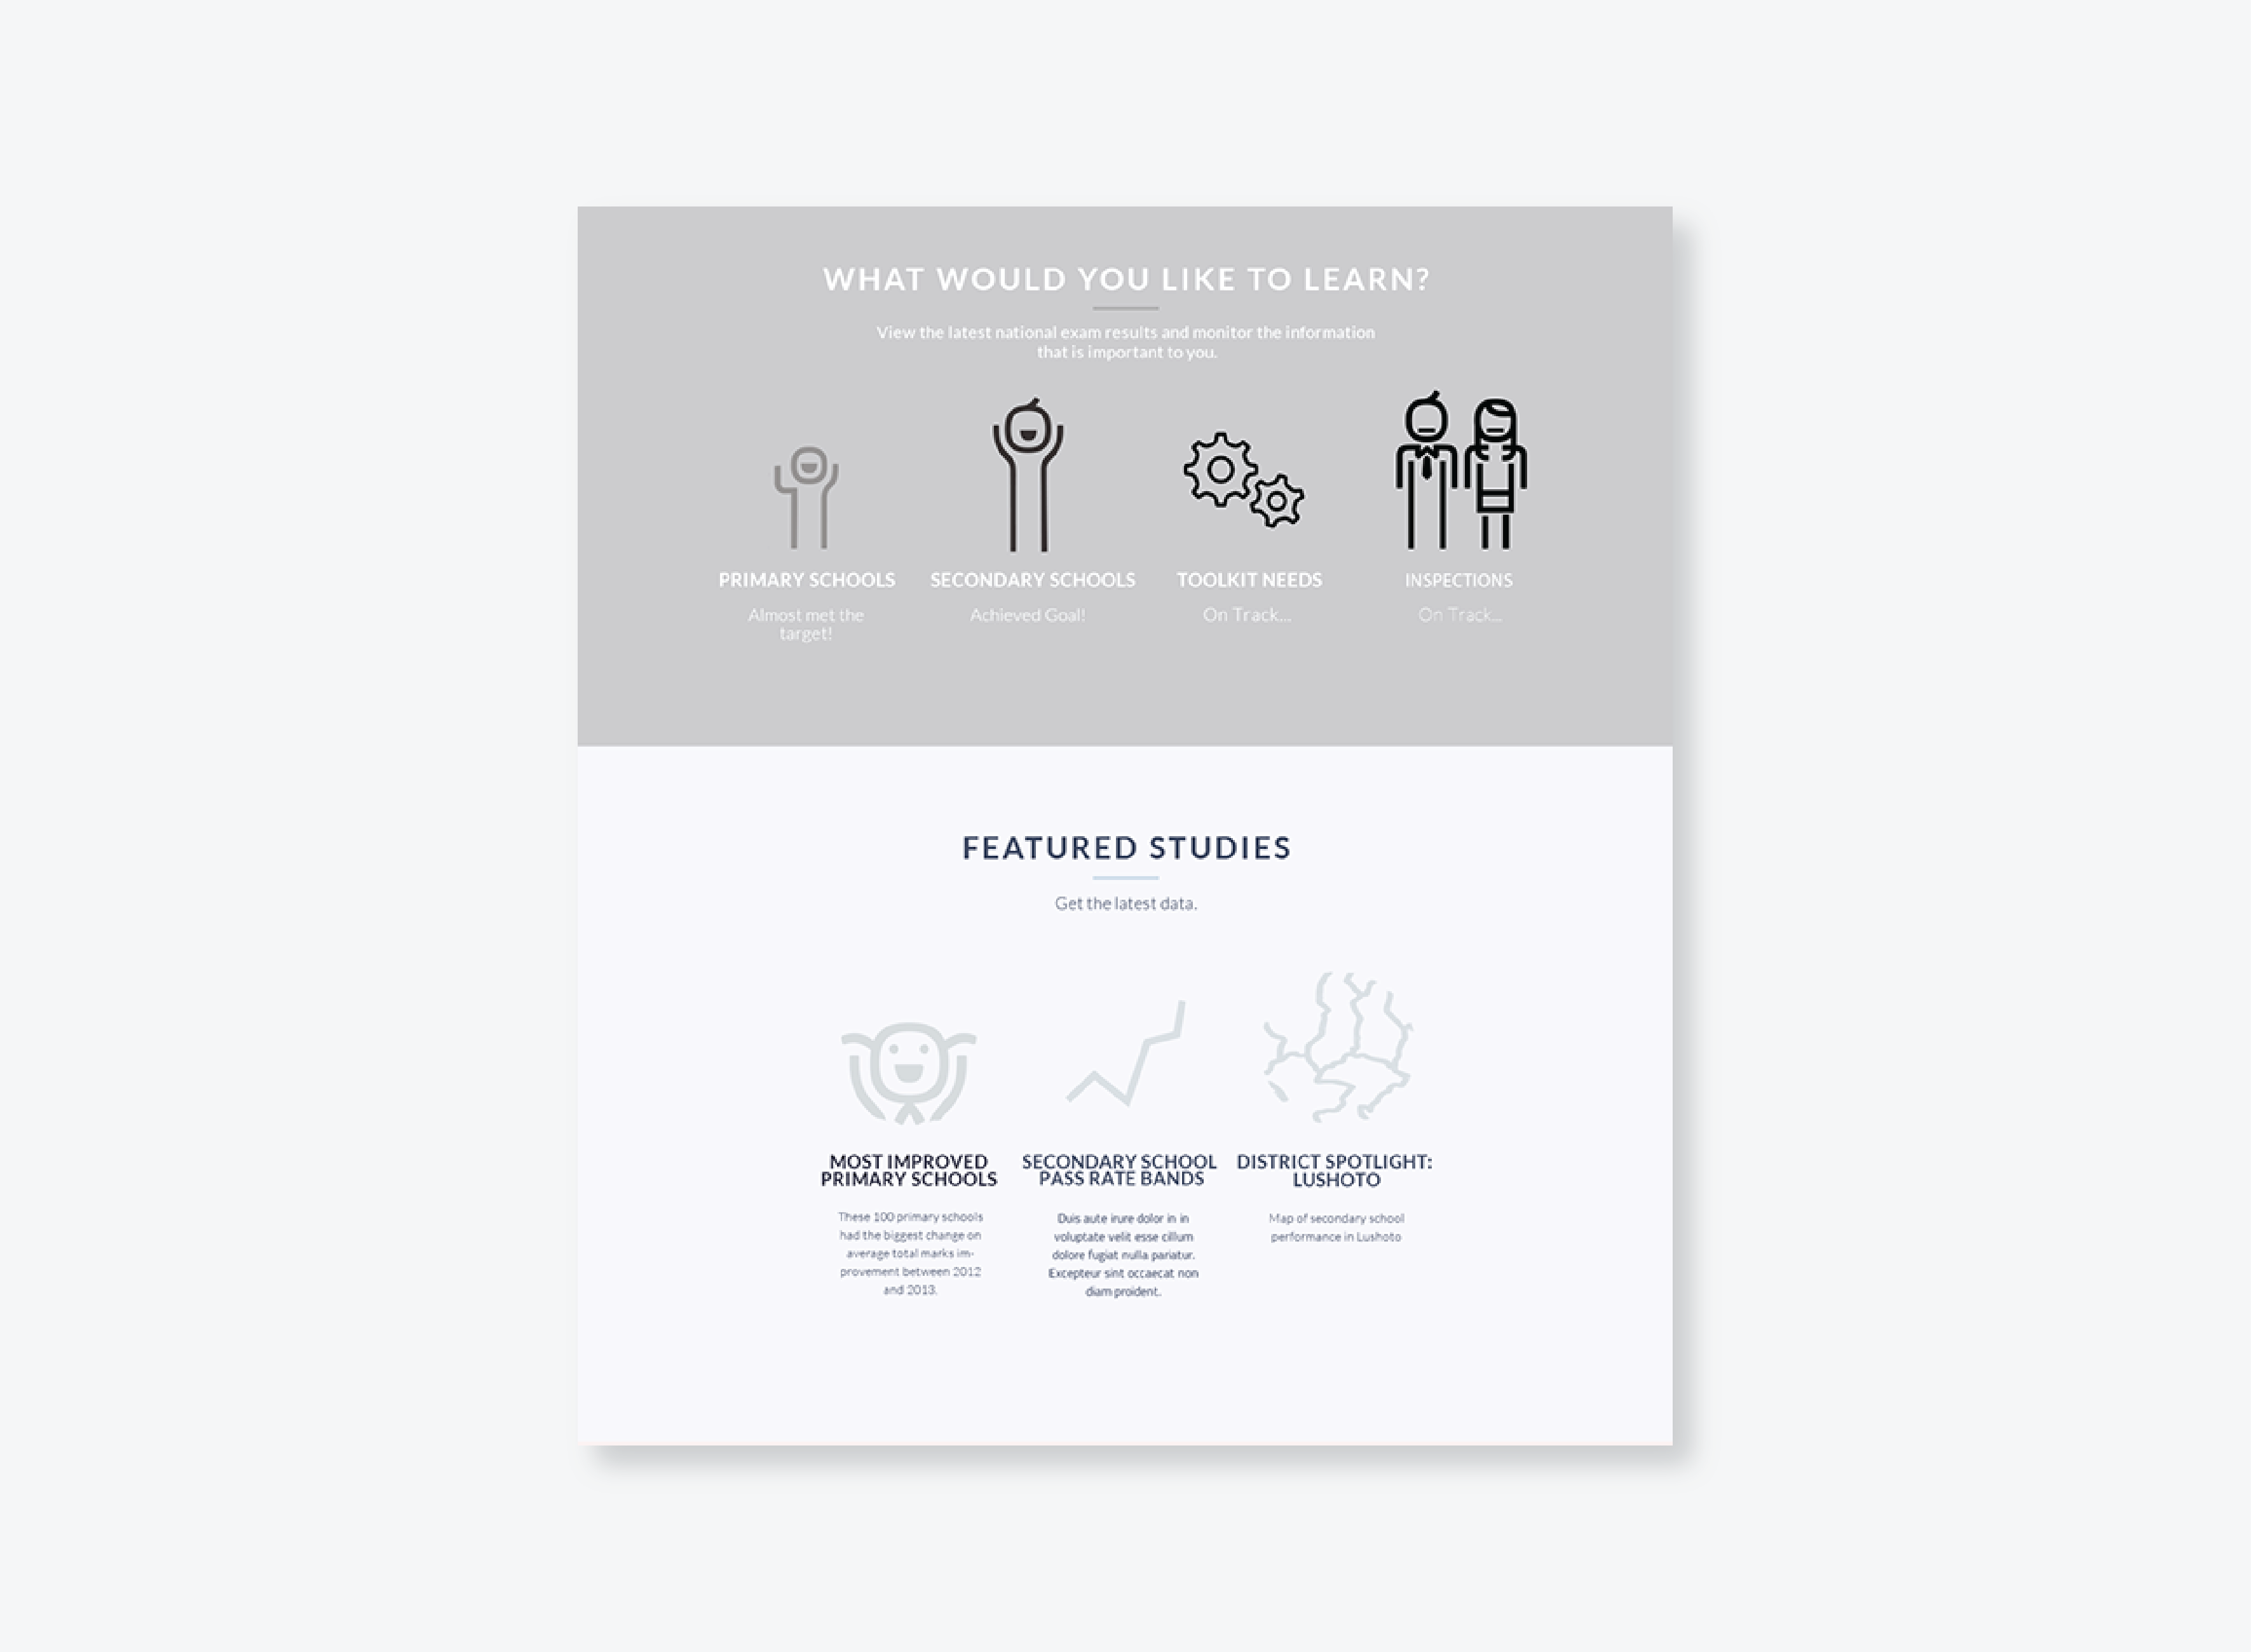 WHAT WOULD YOU LIKE TO LEARN?
View the latest national exam results and monitor the information
that is important to you.
PRIMARY SCHOOLS
Almost met the
target!
SECONDARY SCHOOLS
Achieved Goal!
TOOLKIT NEEDS
On Track...
INSPECTIONS
On Track...
FEATURED STUDIES
Get the latest data.
MOST IMPROVED
PRIMARY SCHOOLS
These 100 primary schools
had the biggest change on
average total marks im-
provement between 2012
and 2013.
SECONDARY SCHOOL
PASS RATE BANDS
Duis aute irure dolor in in
voluptate velit esse cillum
dolore fugiat nulla pariatur.
Excepteur sint occaecat non
diam proident.
DISTRICT SPOTLIGHT:
LUSHOTO
Map of secondary school
performance in Lushoto